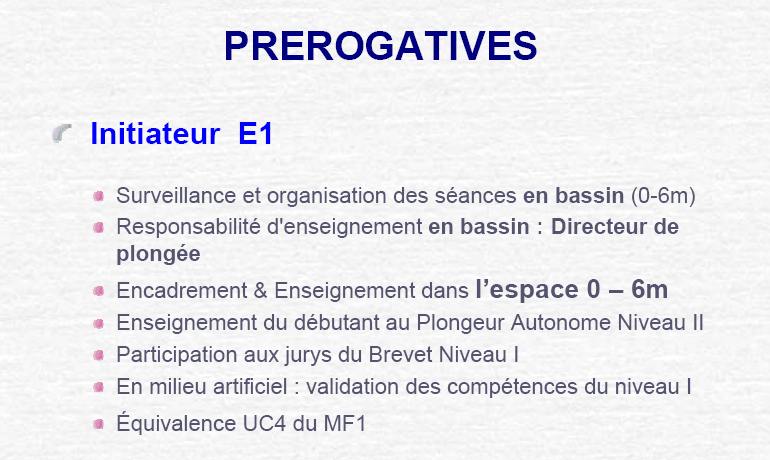 PREROGATIVES
Initiateur E1
Surveillance et organisation des séances en bassin (0-6m)
Responsabilité d'enseignement en bassin : Directeur de
plongée
Encadrement & Enseignement dans l’espace 0 – 6m
Enseignement du débutant au Plongeur Autonome Niveau II
Participation aux jurys du Brevet Niveau I
En milieu artificiel : validation des compétences du niveau I
Équivalence UC4 du MF1